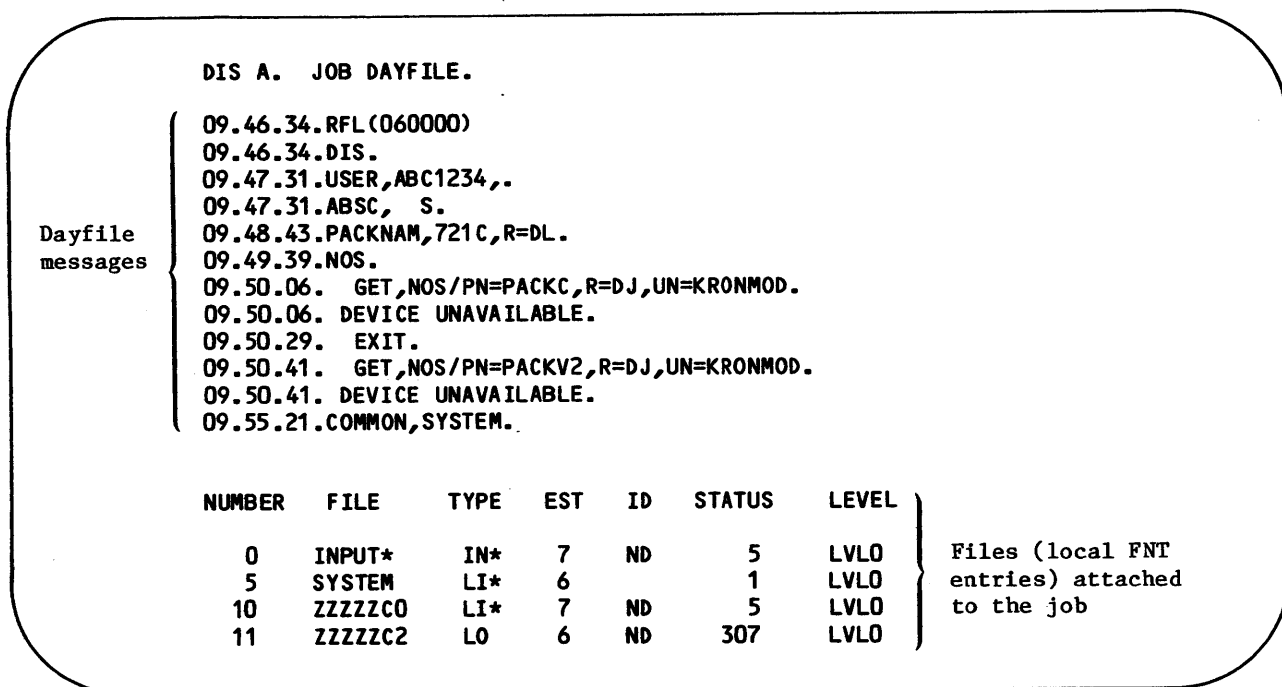 DIS A.  JOB DAYFILE.
09.46.34.RFL(060000)
09.46.34.DIS.
09.47.31.USER,ABC1234,.
09.47.31.ABSC,  S.
Dayfile messages
09.48.43.PACKNAM,721C,R=DL.
09.49.39.NOS.
09.50.06.  GET,NOS/PN=PACKC,R=DJ,UN=KRONMOD.
09.50.06. DEVICE UNAVAILABLE.
09.50.29.  EXIT.
09.50.41.  GET,NOS/PN=PACKV2,R=DJ,UN=KRONMOD.
09.50.41. DEVICE UNAVAILABLE.
09.55.21.COMMON,SYSTEM.
NUMBER  FILE  TYPE  EST  ID  STATUS  LEVEL
0  INPUT*  IN*  7  ND  5  LVL0
5  SYSTEM  LI*  6  1  LVL0
10  ZZZZZC0  LI*  7  ND  5  LVL0
11  ZZZZZC2  LO  6  ND  307  LVL0
Files (local FNT
entries) attached
to the job